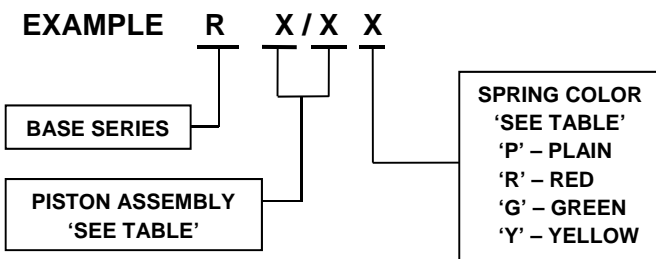 EXAMPLE R X / X X
BASE SERIES
PISTON ASSEMBLY
‘SEE TABLE’
SPRING COLOR
‘SEE TABLE’
‘P’ – PLAIN
‘R’ – RED
‘G’ – GREEN
‘Y’ – YELLOW